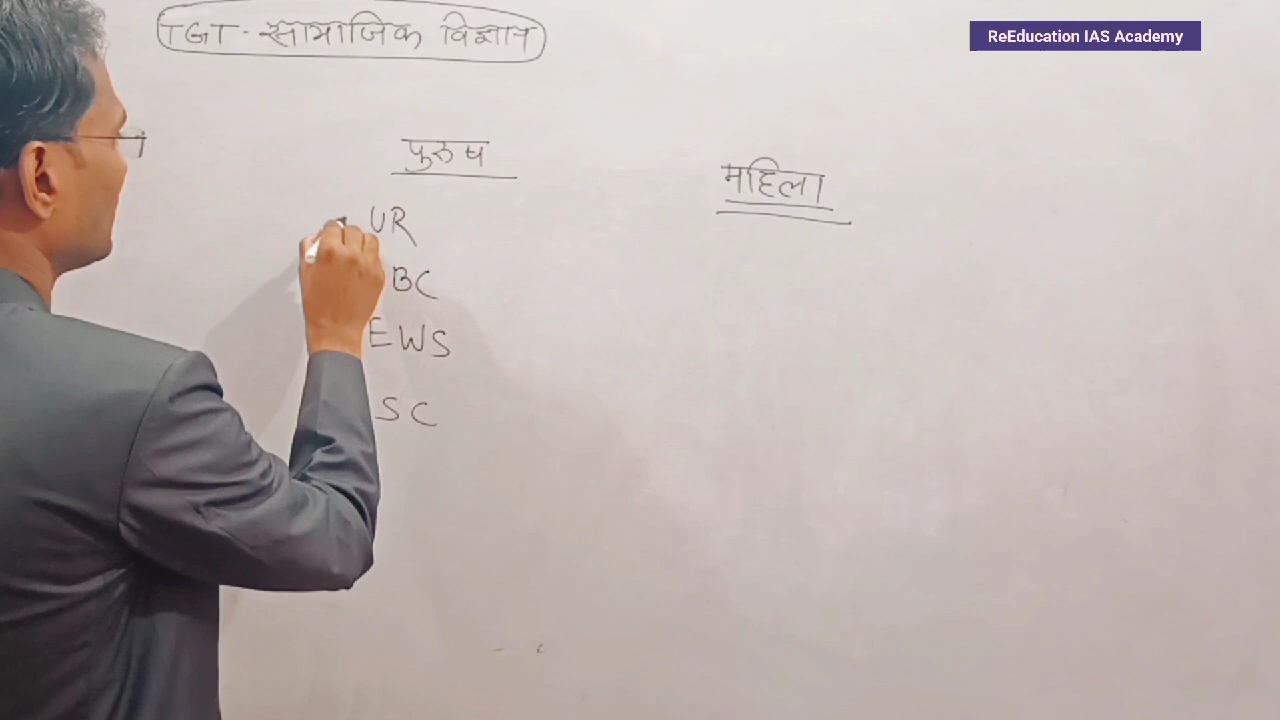 TGT - सामाजिक विज्ञान
ReEducation IAS Academy
पुरुष
महिला
UR
BC
EWS
SC